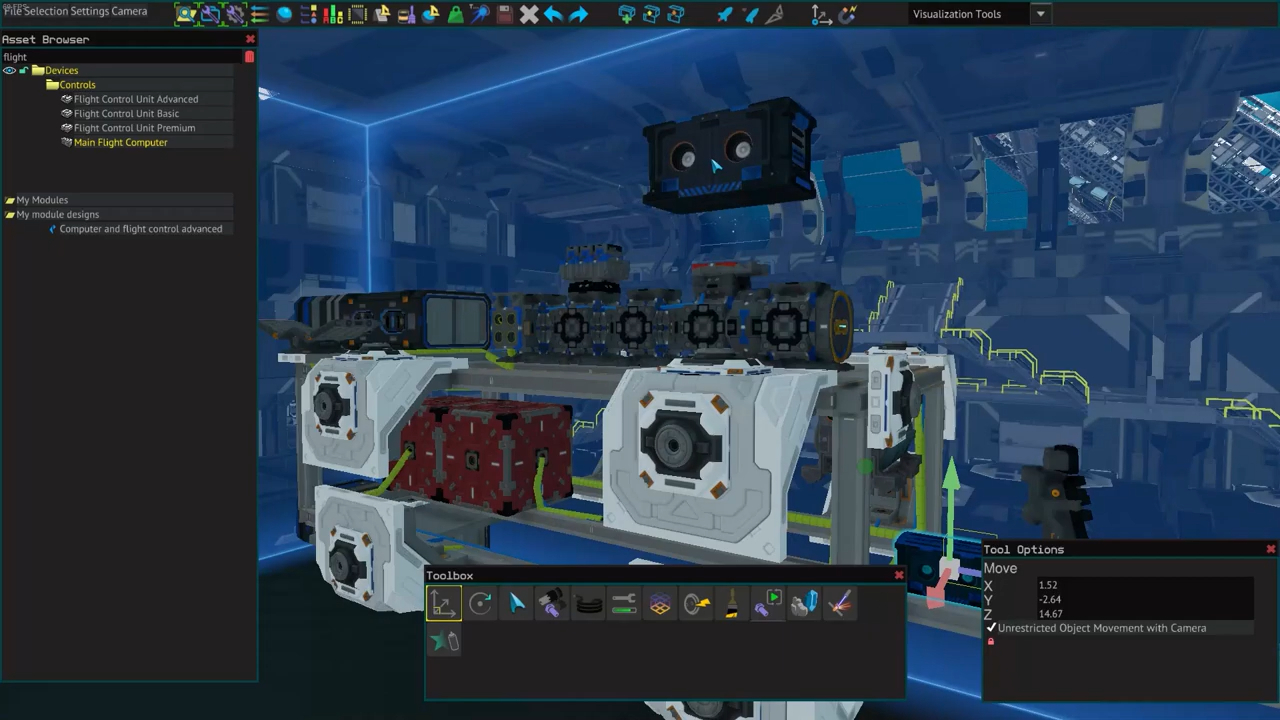 File Selection Settings Camera
Visualization Tools
Asset Browser
flight
Devices
Controls
Flight Control Unit Advanced
Flight Control Unit Basic
Flight Control Unit Premium
Main Flight Computer
My Modules
My module designs
Computer and flight control advanced
Toolbox
Tool Options
Move
X 1.52
Y -2.64
Z 14.67
Unrestricted Object Movement with Camera